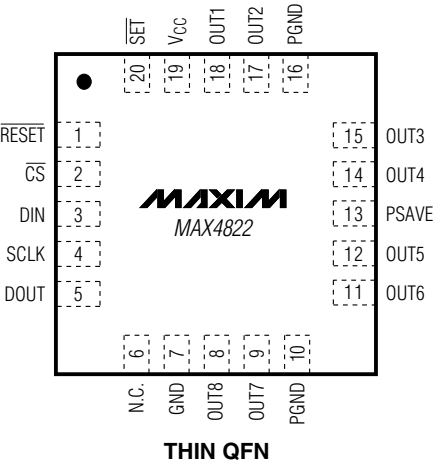 SET VCC OUT1 OUT2 PGND
20 19 18 17 16
RESET 1 15 OUT3
CS 2 14 OUT4
MAXIM
DIN 3 13 PSAVE
MAX4822
SCLK 4 12 OUT5
DOUT 5 11 OUT6
6 7 8 9 10
N.C. GND OUT8 OUT7 PGND
THIN QFN